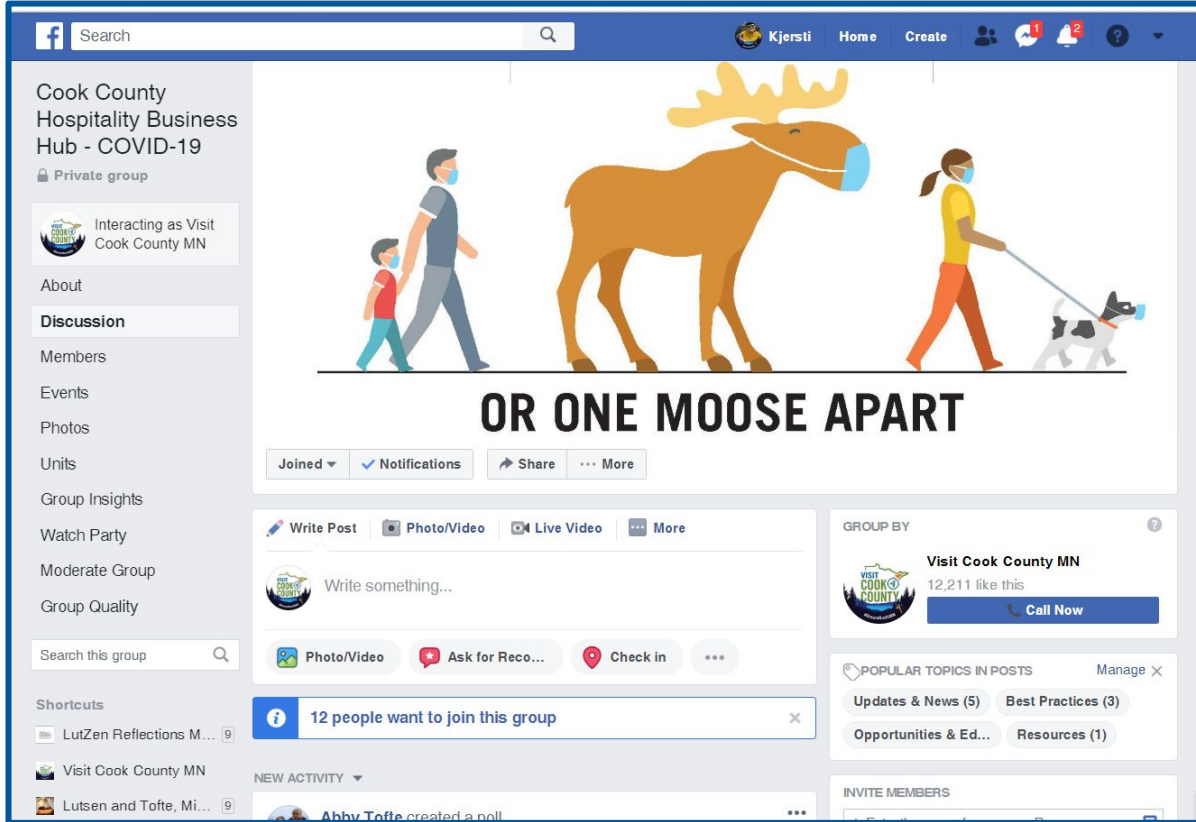 Search
Kjersti
Home
Create
1
2
Cook County
Hospitality Business
Hub - COVID-19
Private group
Interacting as Visit
Cook County MN
About
Discussion
Members
Events
Photos
Units
Group Insights
Watch Party
Moderate Group
Group Quality
Search this group
Shortcuts
LutZen Reflections M... 9
Visit Cook County MN
Lutsen and Tofte, Mi... 9
OR ONE MOOSE APART
Joined
Notifications
Share
More
Write Post
Photo/Video
Live Video
More
VISIT COOK COUNTY
Write something...
Photo/Video
Ask for Reco...
Check in
12 people want to join this group
NEW ACTIVITY
Abby Tofte created a poll
GROUP BY
VISIT
COOK
COUNTY
Visit Cook County MN
12,211 like this
Call Now
POPULAR TOPICS IN POSTS
Manage
Updates & News (5)
Best Practices (3)
Opportunities & Ed...
Resources (1)
INVITE MEMBERS